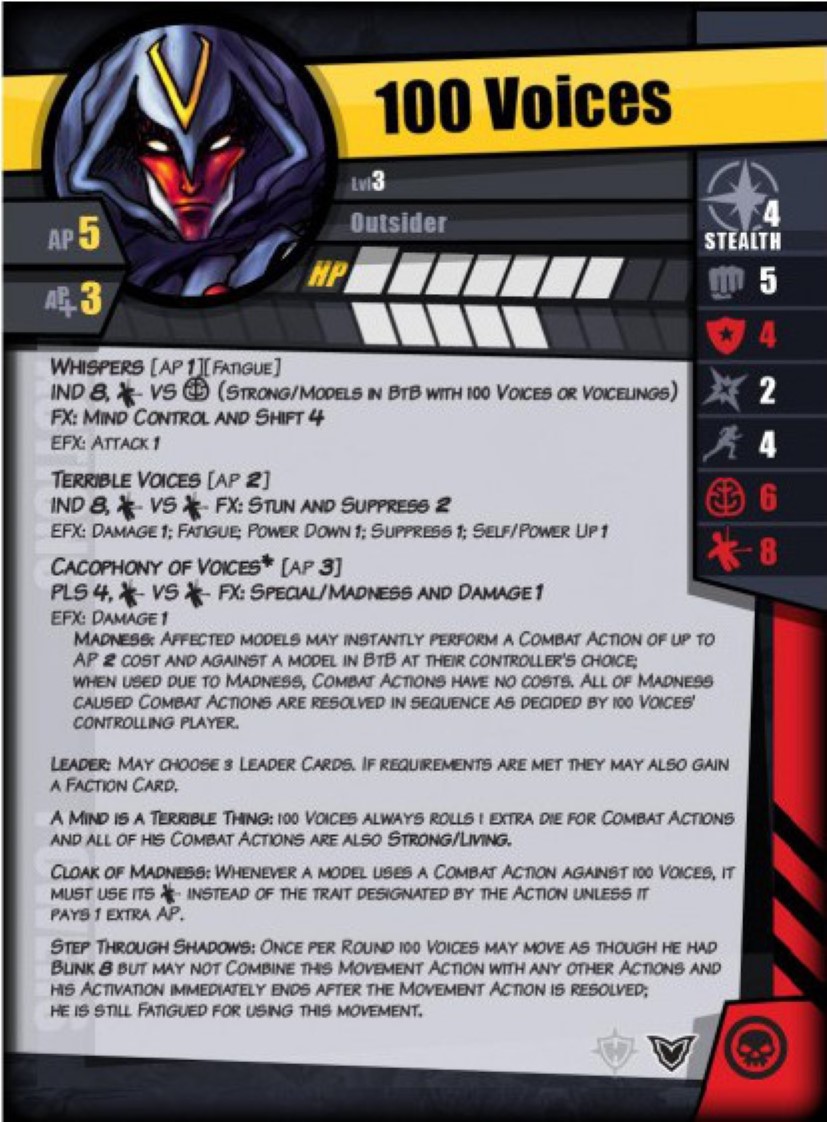 100 Voices
Lvl 3
Outsider
AP 5
HP
AP+ 3
4
STEALTH
5
4
2
4
6
8
WHISPERS [AP 1][FATIGUE]
IND 8, VS (STRONG/MODELS IN BTB WITH 100 VOICES OR VOICELINGS)
FX: MIND CONTROL AND SHIFT 4
EFX: ATTACK 1
TERRIBLE VOICES [AP 2]
IND 8, VS FX: STUN AND SUPPRESS 2
EFX: DAMAGE 1; FATIGUE; POWER DOWN 1; SUPPRESS 1; SELF/POWER UP 1
CACOPHONY OF VOICES* [AP 3]
PLS 4, VS FX: SPECIAL/MADNESS AND DAMAGE 1
EFX: DAMAGE 1
MADNESS: AFFECTED MODELS MAY INSTANTLY PERFORM A COMBAT ACTION OF UP TO
AP 2 COST AND AGAINST A MODEL IN BTB AT THEIR CONTROLLER'S CHOICE;
WHEN USED DUE TO MADNESS, COMBAT ACTIONS HAVE NO COSTS. ALL OF MADNESS
CAUSED COMBAT ACTIONS ARE RESOLVED IN SEQUENCE AS DECIDED BY 100 VOICES'
CONTROLLING PLAYER.
LEADER: MAY CHOOSE 3 LEADER CARDS. IF REQUIREMENTS ARE MET THEY MAY ALSO GAIN
A FACTION CARD.
A MIND IS A TERRIBLE THING: 100 VOICES ALWAYS ROLLS 1 EXTRA DIE FOR COMBAT ACTIONS
AND ALL OF HIS COMBAT ACTIONS ARE ALSO STRONG/LIVING.
CLOAK OF MADNESS: WHENEVER A MODEL USES A COMBAT ACTION AGAINST 100 VOICES, IT
MUST USE ITS INSTEAD OF THE TRAIT DESIGNATED BY THE ACTION UNLESS IT
PAYS 1 EXTRA AP.
STEP THROUGH SHADOWS: ONCE PER ROUND 100 VOICES MAY MOVE AS THOUGH HE HAD
BLINK 8 BUT MAY NOT COMBINE THIS MOVEMENT ACTION WITH ANY OTHER ACTIONS AND
HIS ACTIVATION IMMEDIATELY ENDS AFTER THE MOVEMENT ACTION IS RESOLVED;
HE IS STILL FATIGUED FOR USING THIS MOVEMENT.